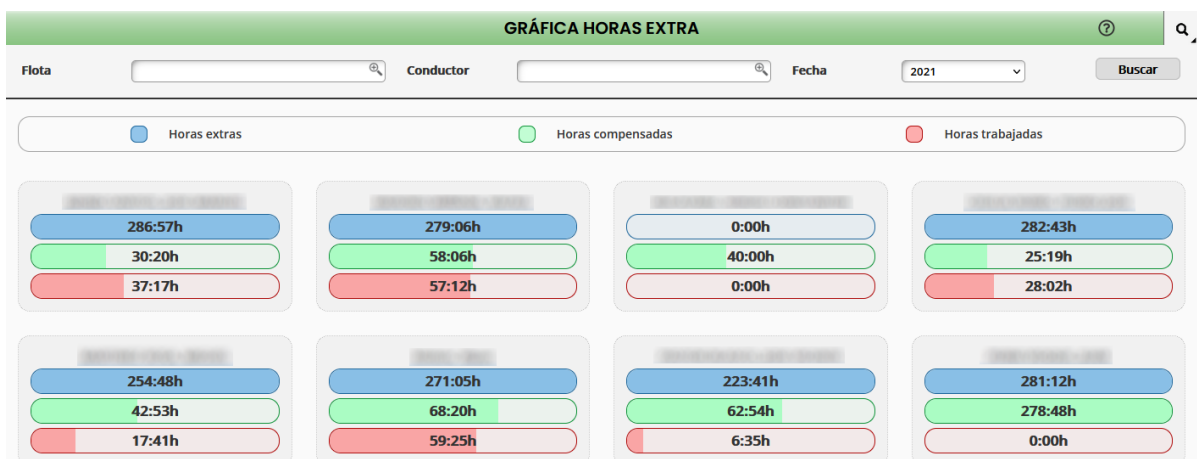 GRÁFICA HORAS EXTRA
Flota Conductor Fecha 2021 Buscar
Horas extras Horas compensadas Horas trabajadas
286:57h 279:06h 0:00h 282:43h
30:20h 58:06h 40:00h 25:19h
37:17h 57:12h 0:00h 28:02h
254:48h 271:05h 223:41h 281:12h
42:53h 68:20h 62:54h 278:48h
17:41h 59:25h 6:35h 0:00h